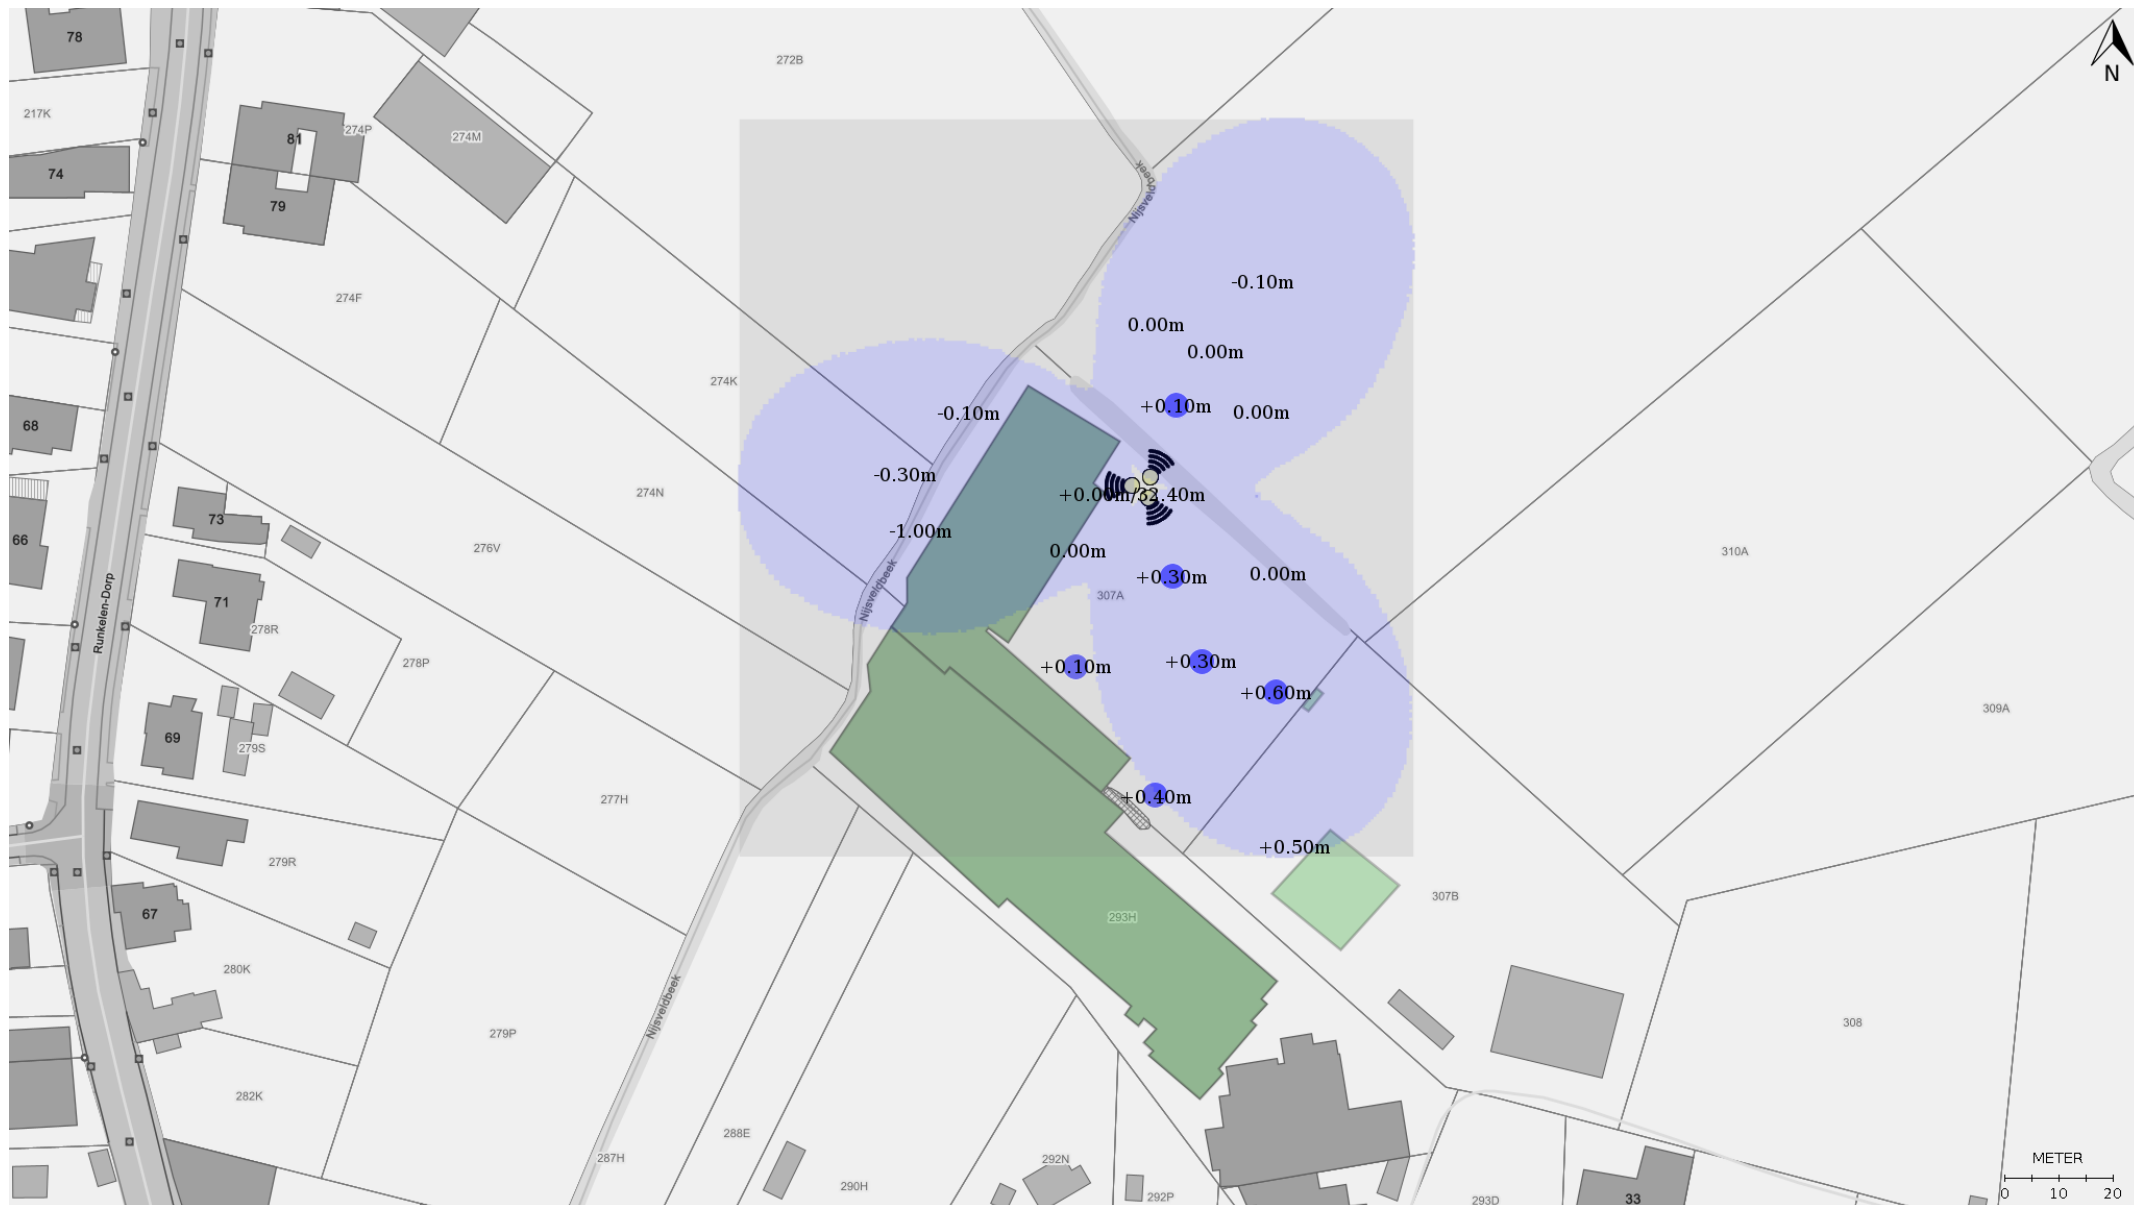 78
272B
N
217K
81
274P
274M
74
79
Nijsveldbeek
-0.10m
274F
0.00m
0.00m
274K
+0.10m
0.00m
-0.10m
68
-0.30m
274N
+0.00m/32.40m
73
-1.00m
66
276V
0.00m
310A
+0.30m
0.00m
Nijsveldbeek
307A
71
Runkelen-Dorp
278R
278P
+0.10m
+0.30m
+0.60m
309A
69
279S
277H
+0.40m
+0.50m
279R
307B
67
293H
280K
Nijsveldbeek
279P
308
282K
288E
287H
292N
METER
290H
292P
293D
33
0 10 20